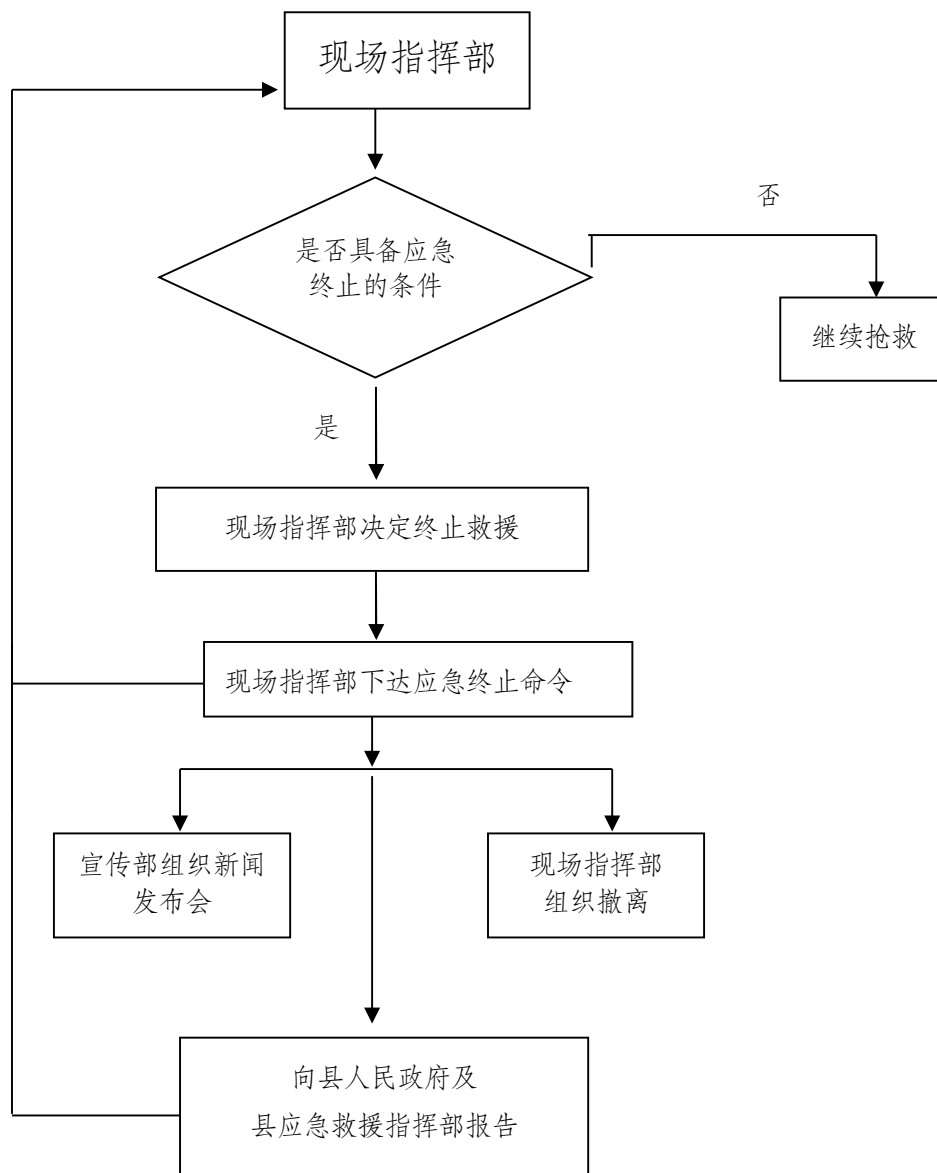 现场指挥部
否
是否具备应急
终止的条件
继续抢救
是
现场指挥部决定终止救援
现场指挥部下达应急终止命令
宣传部组织新闻
发布会
现场指挥部
组织撤离
向县人民政府及
县应急救援指挥部报告